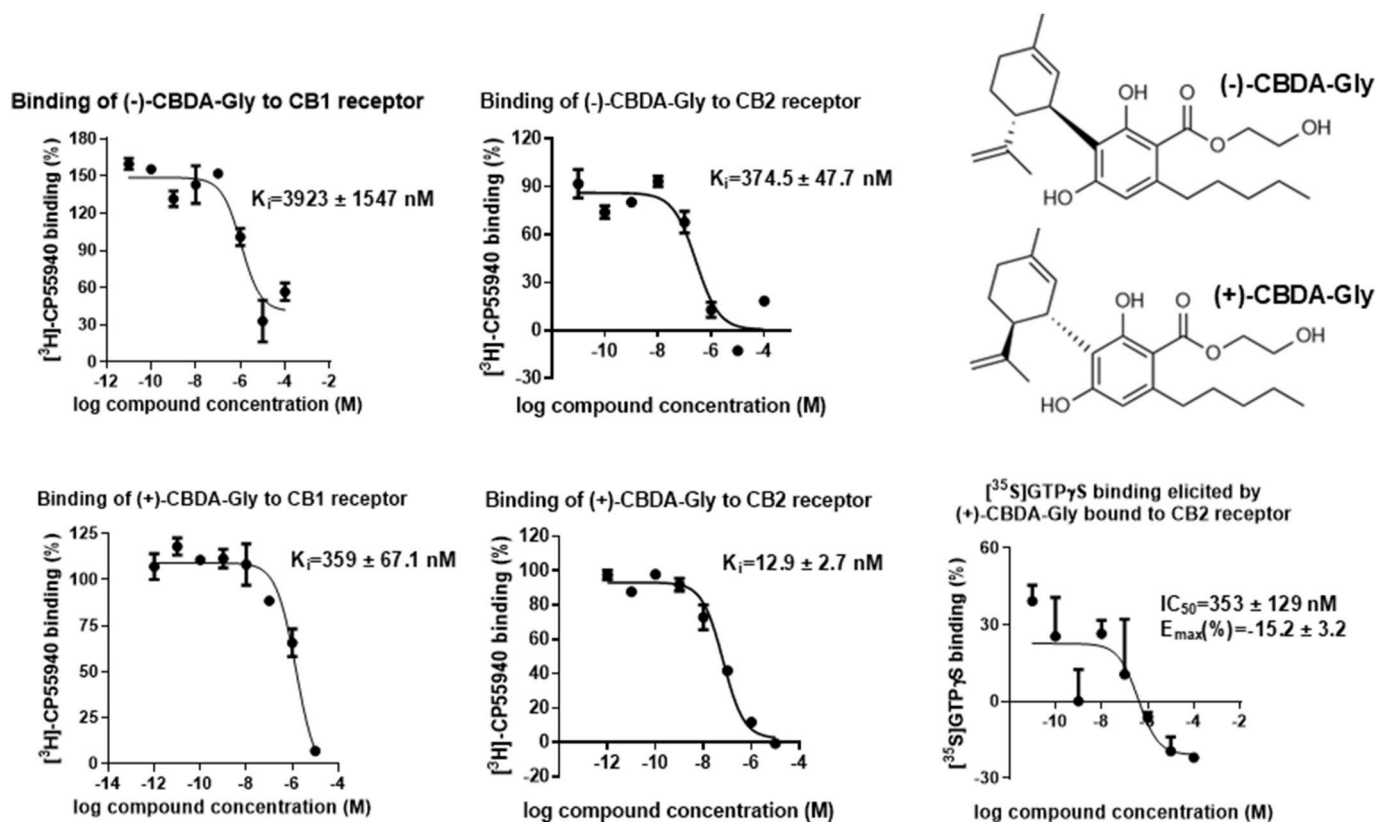 Binding of (-)-CBDA-Gly to CB1 receptor
[³H]-CP55940 binding (%)
180
150
120
90
60
30
0
Kᵢ=3923 ± 1547 nM
-12 -10 -8 -6 -4 -2
log compound concentration (M)
Binding of (-)-CBDA-Gly to CB2 receptor
[³H]-CP55940 binding (%)
120
90
60
30
0
-30
Kᵢ=374.5 ± 47.7 nM
-10 -8 -6 -4
log compound concentration (M)
(-)-CBDA-Gly
OH
O
OH
O
HO
(+)-CBDA-Gly
OH
O
OH
O
HO
Binding of (+)-CBDA-Gly to CB1 receptor
[³H]-CP55940 binding (%)
125
100
75
50
25
0
Kᵢ=359 ± 67.1 nM
-14 -12 -10 -8 -6 -4
log compound concentration (M)
Binding of (+)-CBDA-Gly to CB2 receptor
[³H]-CP55940 binding (%)
120
100
80
60
40
20
0
-20
Kᵢ=12.9 ± 2.7 nM
-12 -10 -8 -6 -4
log compound concentration (M)
[³⁵S]GTPγS binding elicited by
(+)-CBDA-Gly bound to CB2 receptor
[³⁵S]GTPγS binding (%)
60
30
0
-30
IC₅₀=353 ± 129 nM
Eₘₐₓ(%)=-15.2 ± 3.2
-10 -8 -6 -4 -2
log compound concentration (M)